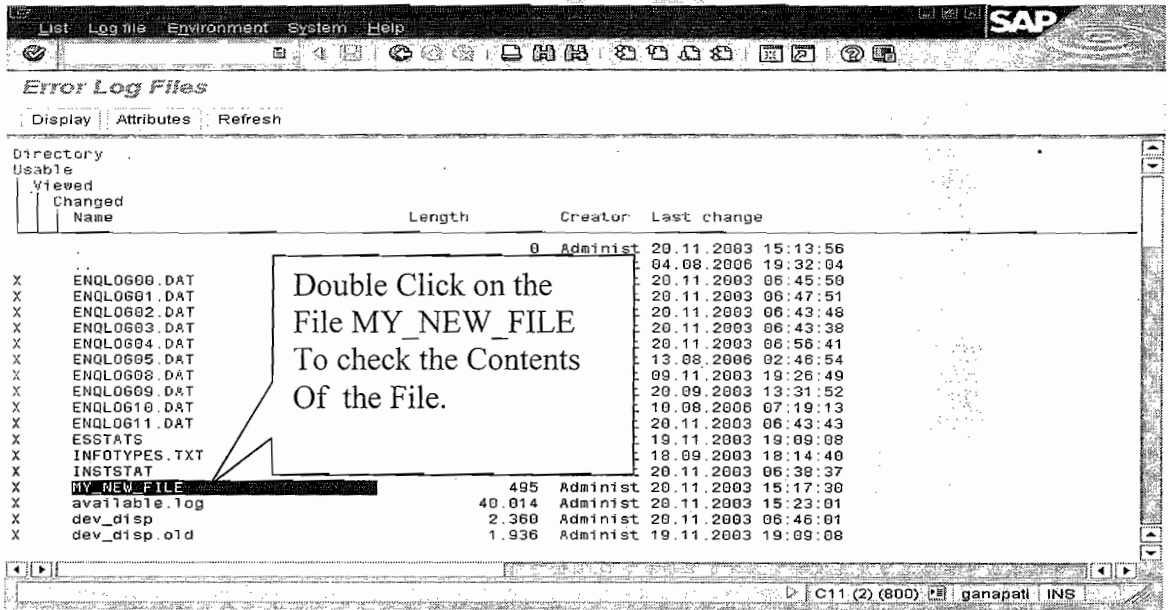 List Log file Environment System Help
SAP
Error Log Files
Display Attributes Refresh
Directory
Usable
Viewed
Changed
Name Length Creator Last change
. 0 Administ 20.11.2003 15:13:56
.. 04.08.2006 19:32:04
X ENQLOG00.DAT 20.11.2003 06:45:50
X ENQLOG01.DAT 20.11.2003 06:47:51
X ENQLOG02.DAT 20.11.2003 06:43:48
X ENQLOG03.DAT 20.11.2003 06:43:38
X ENQLOG04.DAT 20.11.2003 06:56:41
X ENQLOG05.DAT 13.08.2006 02:46:54
X ENQLOG08.DAT 09.11.2003 19:26:49
X ENQLOG09.DAT 20.09.2003 13:31:52
X ENQLOG10.DAT 10.08.2006 07:19:13
X ENQLOG11.DAT 20.11.2003 06:43:43
X ESSTATS 19.11.2003 19:09:08
X INFOTYPES.TXT 18.09.2003 18:14:40
X INSTSTAT 20.11.2003 06:38:37
X MY_NEW_FILE 495 Administ 20.11.2003 15:17:30
X available.log 40.014 Administ 20.11.2003 15:23:01
X dev_disp 2.360 Administ 20.11.2003 06:46:01
X dev_disp.old 1.936 Administ 19.11.2003 19:09:08
Double Click on the
File MY_NEW_FILE
To check the Contents
Of the File.
C11 (2) (800) ganapati INS